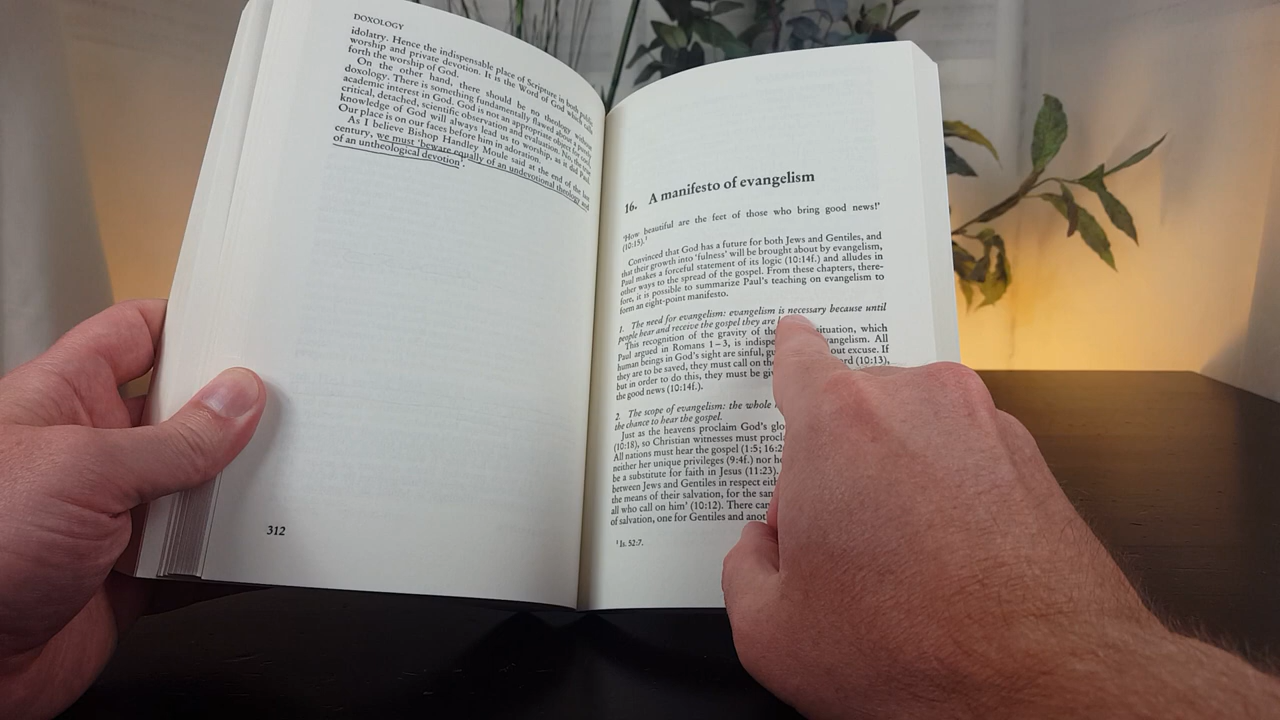 DOXOLOGY
idolatry. Hence the indispensable place of Scripture in both public
worship and private devotion. It is the Word of God which calls
forth the worship of God.
On the other hand, there should be no theology without
doxology. There is something fundamentally flawed about a purely
academic interest in God. God is not an appropriate object for cool,
critical, detached, scientific observation and evaluation. No, the true
knowledge of God will always lead us to worship, as it did Paul.
Our place is on our faces before him in adoration.
As I believe Bishop Handley Moule said at the end of the last
century, we must 'beware equally of an undevotional theology and
of an untheological devotion'.
312
16. A manifesto of evangelism
'How beautiful are the feet of those who bring good news!'
(10:15).¹
Convinced that God has a future for both Jews and Gentiles, and
that their growth into 'fulness' will be brought about by evangelism,
Paul makes a forceful statement of its logic (10:14f.) and alludes in
other ways to the spread of the gospel. From these chapters, there-
fore, it is possible to summarize Paul's teaching on evangelism to
form an eight-point manifesto.
1. The need for evangelism: evangelism is necessary because until
people hear and receive the gospel they are
This recognition of the gravity of the situation, which
Paul argued in Romans 1–3, is evangelism. All
human beings in God's sight are sinful, out excuse. If
they are to be saved, they must call on the (10:13),
but in order to do this, they must be
the good news (10:14f.).
2. The scope of evangelism: the whole
the chance to hear the gospel.
Just as the heavens proclaim God's
(10:18), so Christian witnesses must
All nations must hear the gospel (1:5;
neither her unique privileges (9:4f.) nor
be a substitute for faith in Jesus (11:23).
between Jews and Gentiles in respect
the means of their salvation, for the
all who call on him' (10:12). There
of salvation, one for Gentiles and
¹ Is. 52:7.